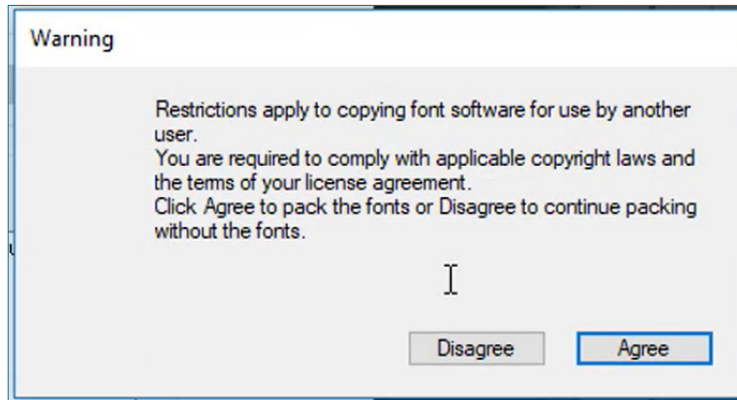 Warning
Restrictions apply to copying font software for use by another
user.
You are required to comply with applicable copyright laws and
the terms of your license agreement.
Click Agree to pack the fonts or Disagree to continue packing
without the fonts.
Disagree
Agree